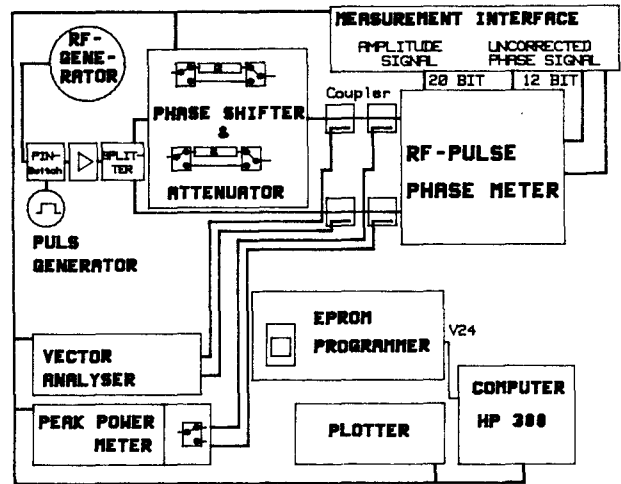 MEASUREMENT INTERFACE
AMPLITUDE
SIGNAL
UNCORRECTED
PHASE SIGNAL
20 BIT
12 BIT
RF-
GENE-
RATOR
Coupler
PHASE SHIFTER
&
ATTENUATOR
RF-PULSE
PHASE METER
PIN-
Switch
SPLIT-
TER
PULS
GENERATOR
EPROM
PROGRAMMER
V24
VECTOR
ANALYSER
COMPUTER
HP 300
PEAK POWER
METER
PLOTTER